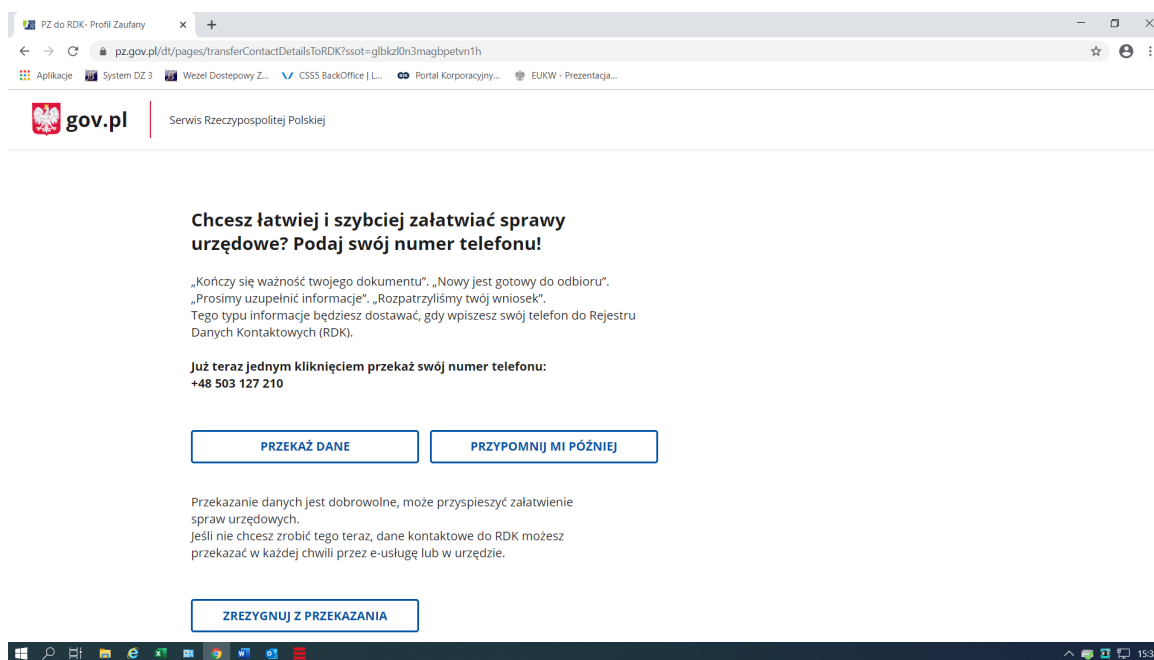 PZ do RDK- Profil Zaufany
pz.gov.pl/dt/pages/transferContactDetailsToRDK?ssot=glbkzl0n3magbpetvn1h
Aplikacje System DZ 3 Wezel Dostepowy Z... CSS5 BackOffice | L... Portal Korporacyjny... EUKW - Prezentacja...
gov.pl Serwis Rzeczypospolitej Polskiej
Chcesz łatwiej i szybciej załatwiać sprawy
urzędowe? Podaj swój numer telefonu!
„Kończy się ważność twojego dokumentu”. „Nowy jest gotowy do odbioru”.
„Prosimy uzupełnić informacje”. „Rozpatrzyliśmy twój wniosek”.
Tego typu informacje będziesz dostawać, gdy wpiszesz swój telefon do Rejestru
Danych Kontaktowych (RDK).
Już teraz jednym kliknięciem przekaż swój numer telefonu:
+48 503 127 210
PRZEKAŻ DANE PRZYPOMNIJ MI PÓŹNIEJ
Przekazanie danych jest dobrowolne, może przyspieszyć załatwienie
spraw urzędowych.
Jeśli nie chcesz zrobić tego teraz, dane kontaktowe do RDK możesz
przekazać w każdej chwili przez e-usługę lub w urzędzie.
ZREZYGNUJ Z PRZEKAZANIA